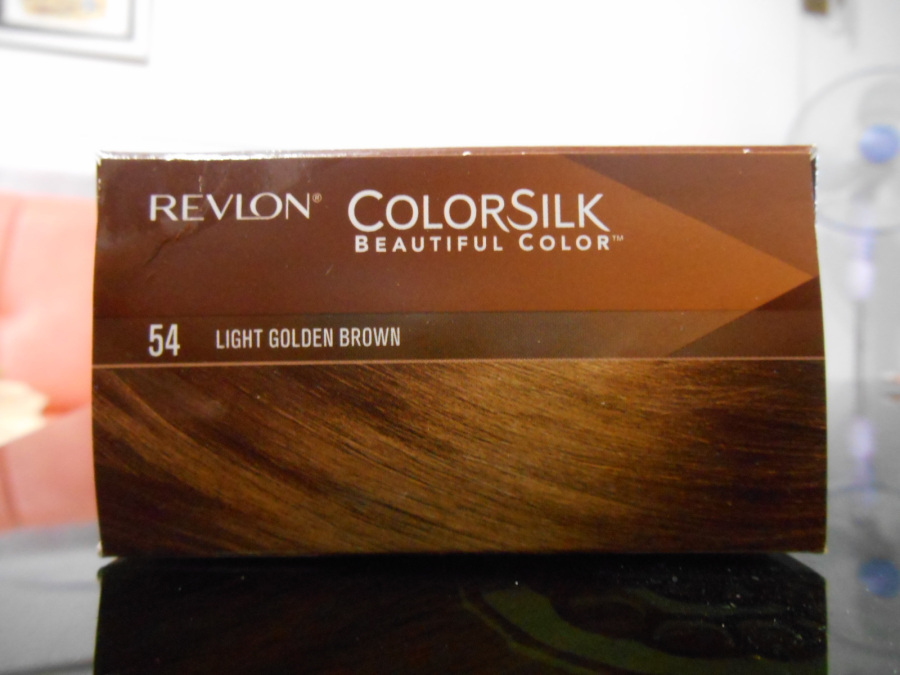 REVLON® COLORSILK
BEAUTIFUL COLOR™
54 LIGHT GOLDEN BROWN